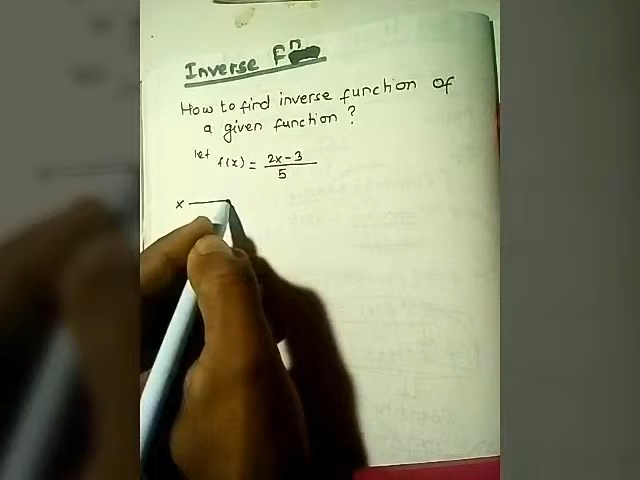 Inverse Fn
How to find inverse function of
a given function ?
let f(x) = 2x-3
5
x